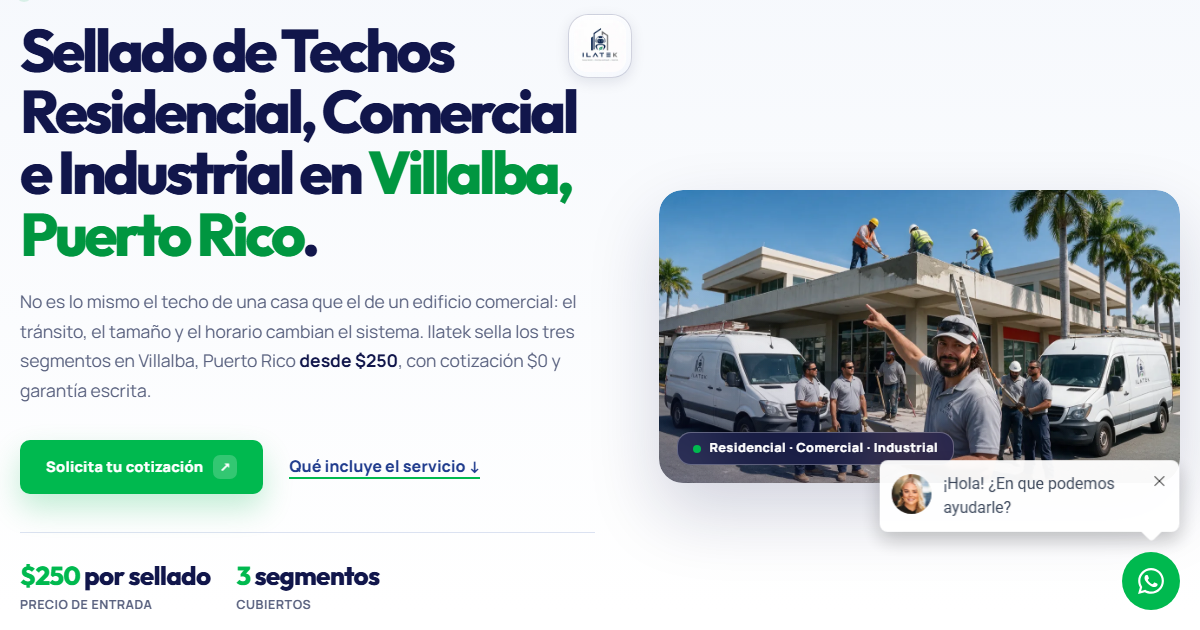 Sellado de Techos
Residencial, Comercial
e Industrial en Villalba,
Puerto Rico.
ILATEK
No es lo mismo el techo de una casa que el de un edificio comercial: el
tránsito, el tamaño y el horario cambian el sistema. Ilatek sella los tres
segmentos en Villalba, Puerto Rico desde $250, con cotización $0 y
garantía escrita.
Solicita tu cotización ↗
Qué incluye el servicio ↓
$250 por sellado
PRECIO DE ENTRADA
3 segmentos
CUBIERTOS
ILATEK
ILATEK
Residencial · Comercial · Industrial
¡Hola! ¿En que podemos
ayudarle?